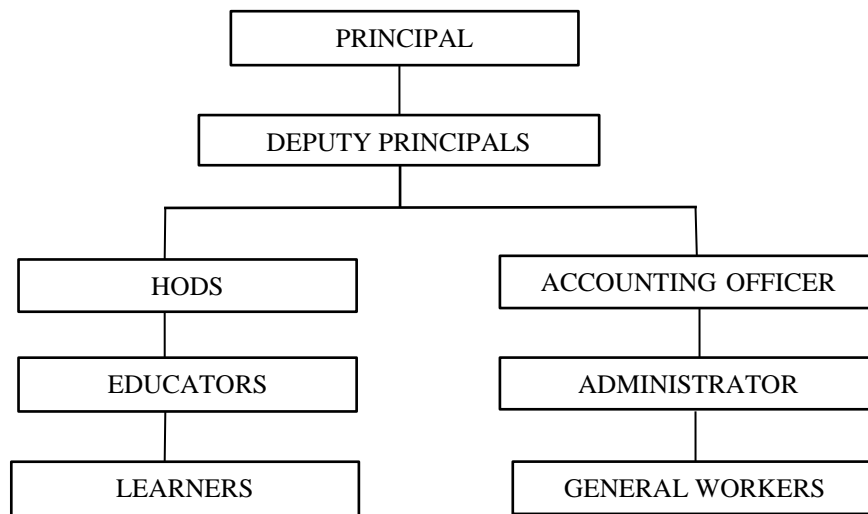 PRINCIPAL
DEPUTY PRINCIPALS
HODS
ACCOUNTING OFFICER
EDUCATORS
ADMINISTRATOR
LEARNERS
GENERAL WORKERS